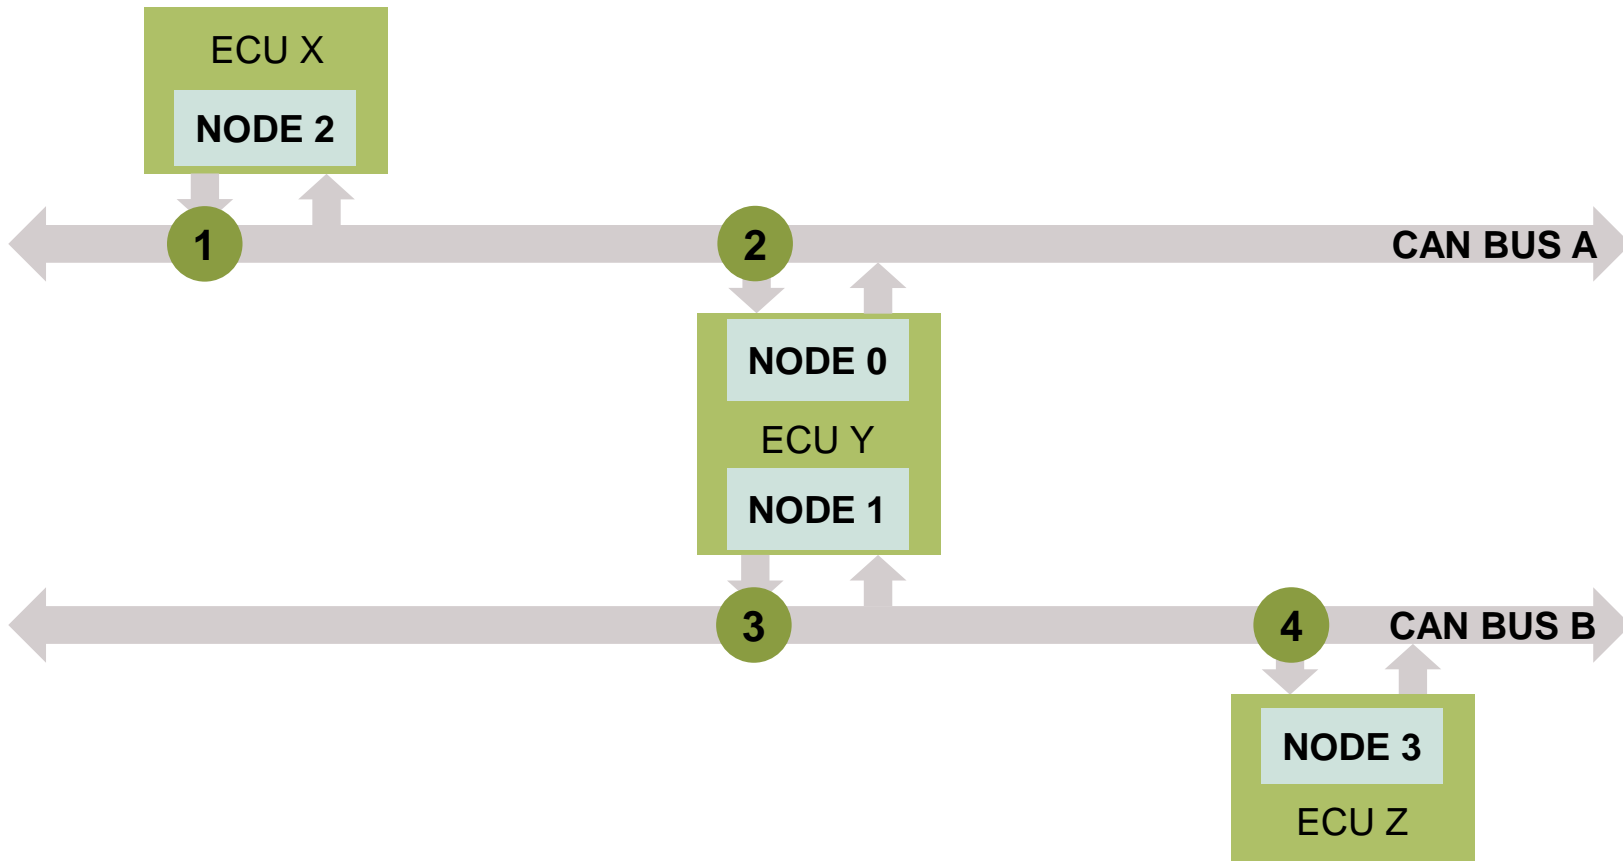 ECU X
NODE 2
1
2
CAN BUS A
NODE 0
ECU Y
NODE 1
3
4
CAN BUS B
NODE 3
ECU Z